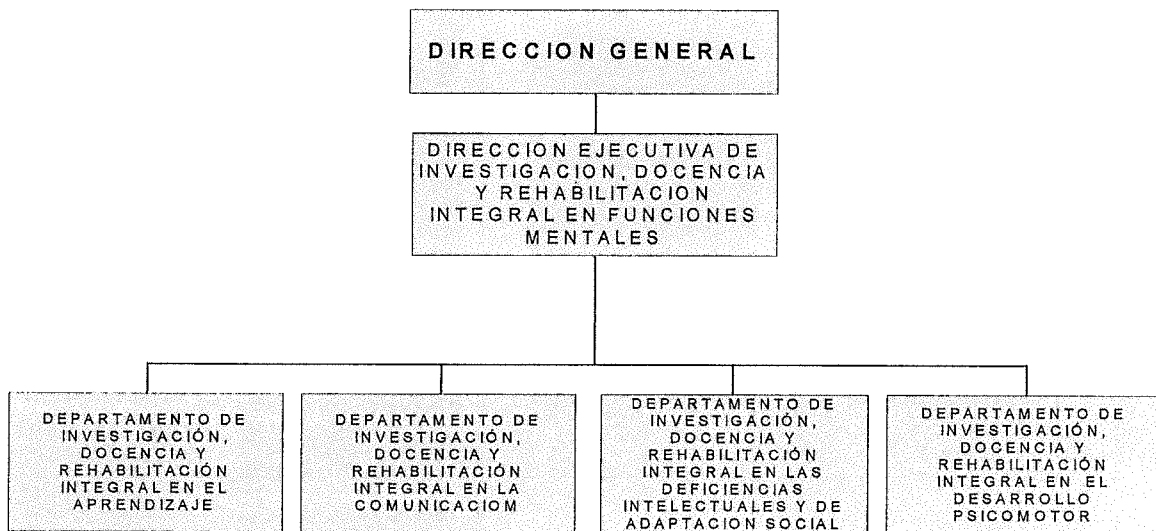 DIRECCION GENERAL
DIRECCION EJECUTIVA DE
INVESTIGACION, DOCENCIA
Y REHABILITACION
INTEGRAL EN FUNCIONES
MENTALES
DEPARTAMENTO DE
INVESTIGACIÓN,
DOCENCIA Y
REHABILITACIÓN
INTEGRAL EN EL
APRENDIZAJE
DEPARTAMENTO DE
INVESTIGACIÓN,
DOCENCIA Y
REHABILITACIÓN
INTEGRAL EN LA
COMUNICACIOM
DEPARTAMENTO DE
INVESTIGACIÓN,
DOCENCIA Y
REHABILITACIÓN
INTEGRAL EN LAS
DEFICIENCIAS
INTELECTUALES Y DE
ADAPTACION SOCIAL
DEPARTAMENTO DE
INVESTIGACIÓN,
DOCENCIA Y
REHABILITACIÓN
INTEGRAL EN EL
DESARROLLO
PSICOMOTOR